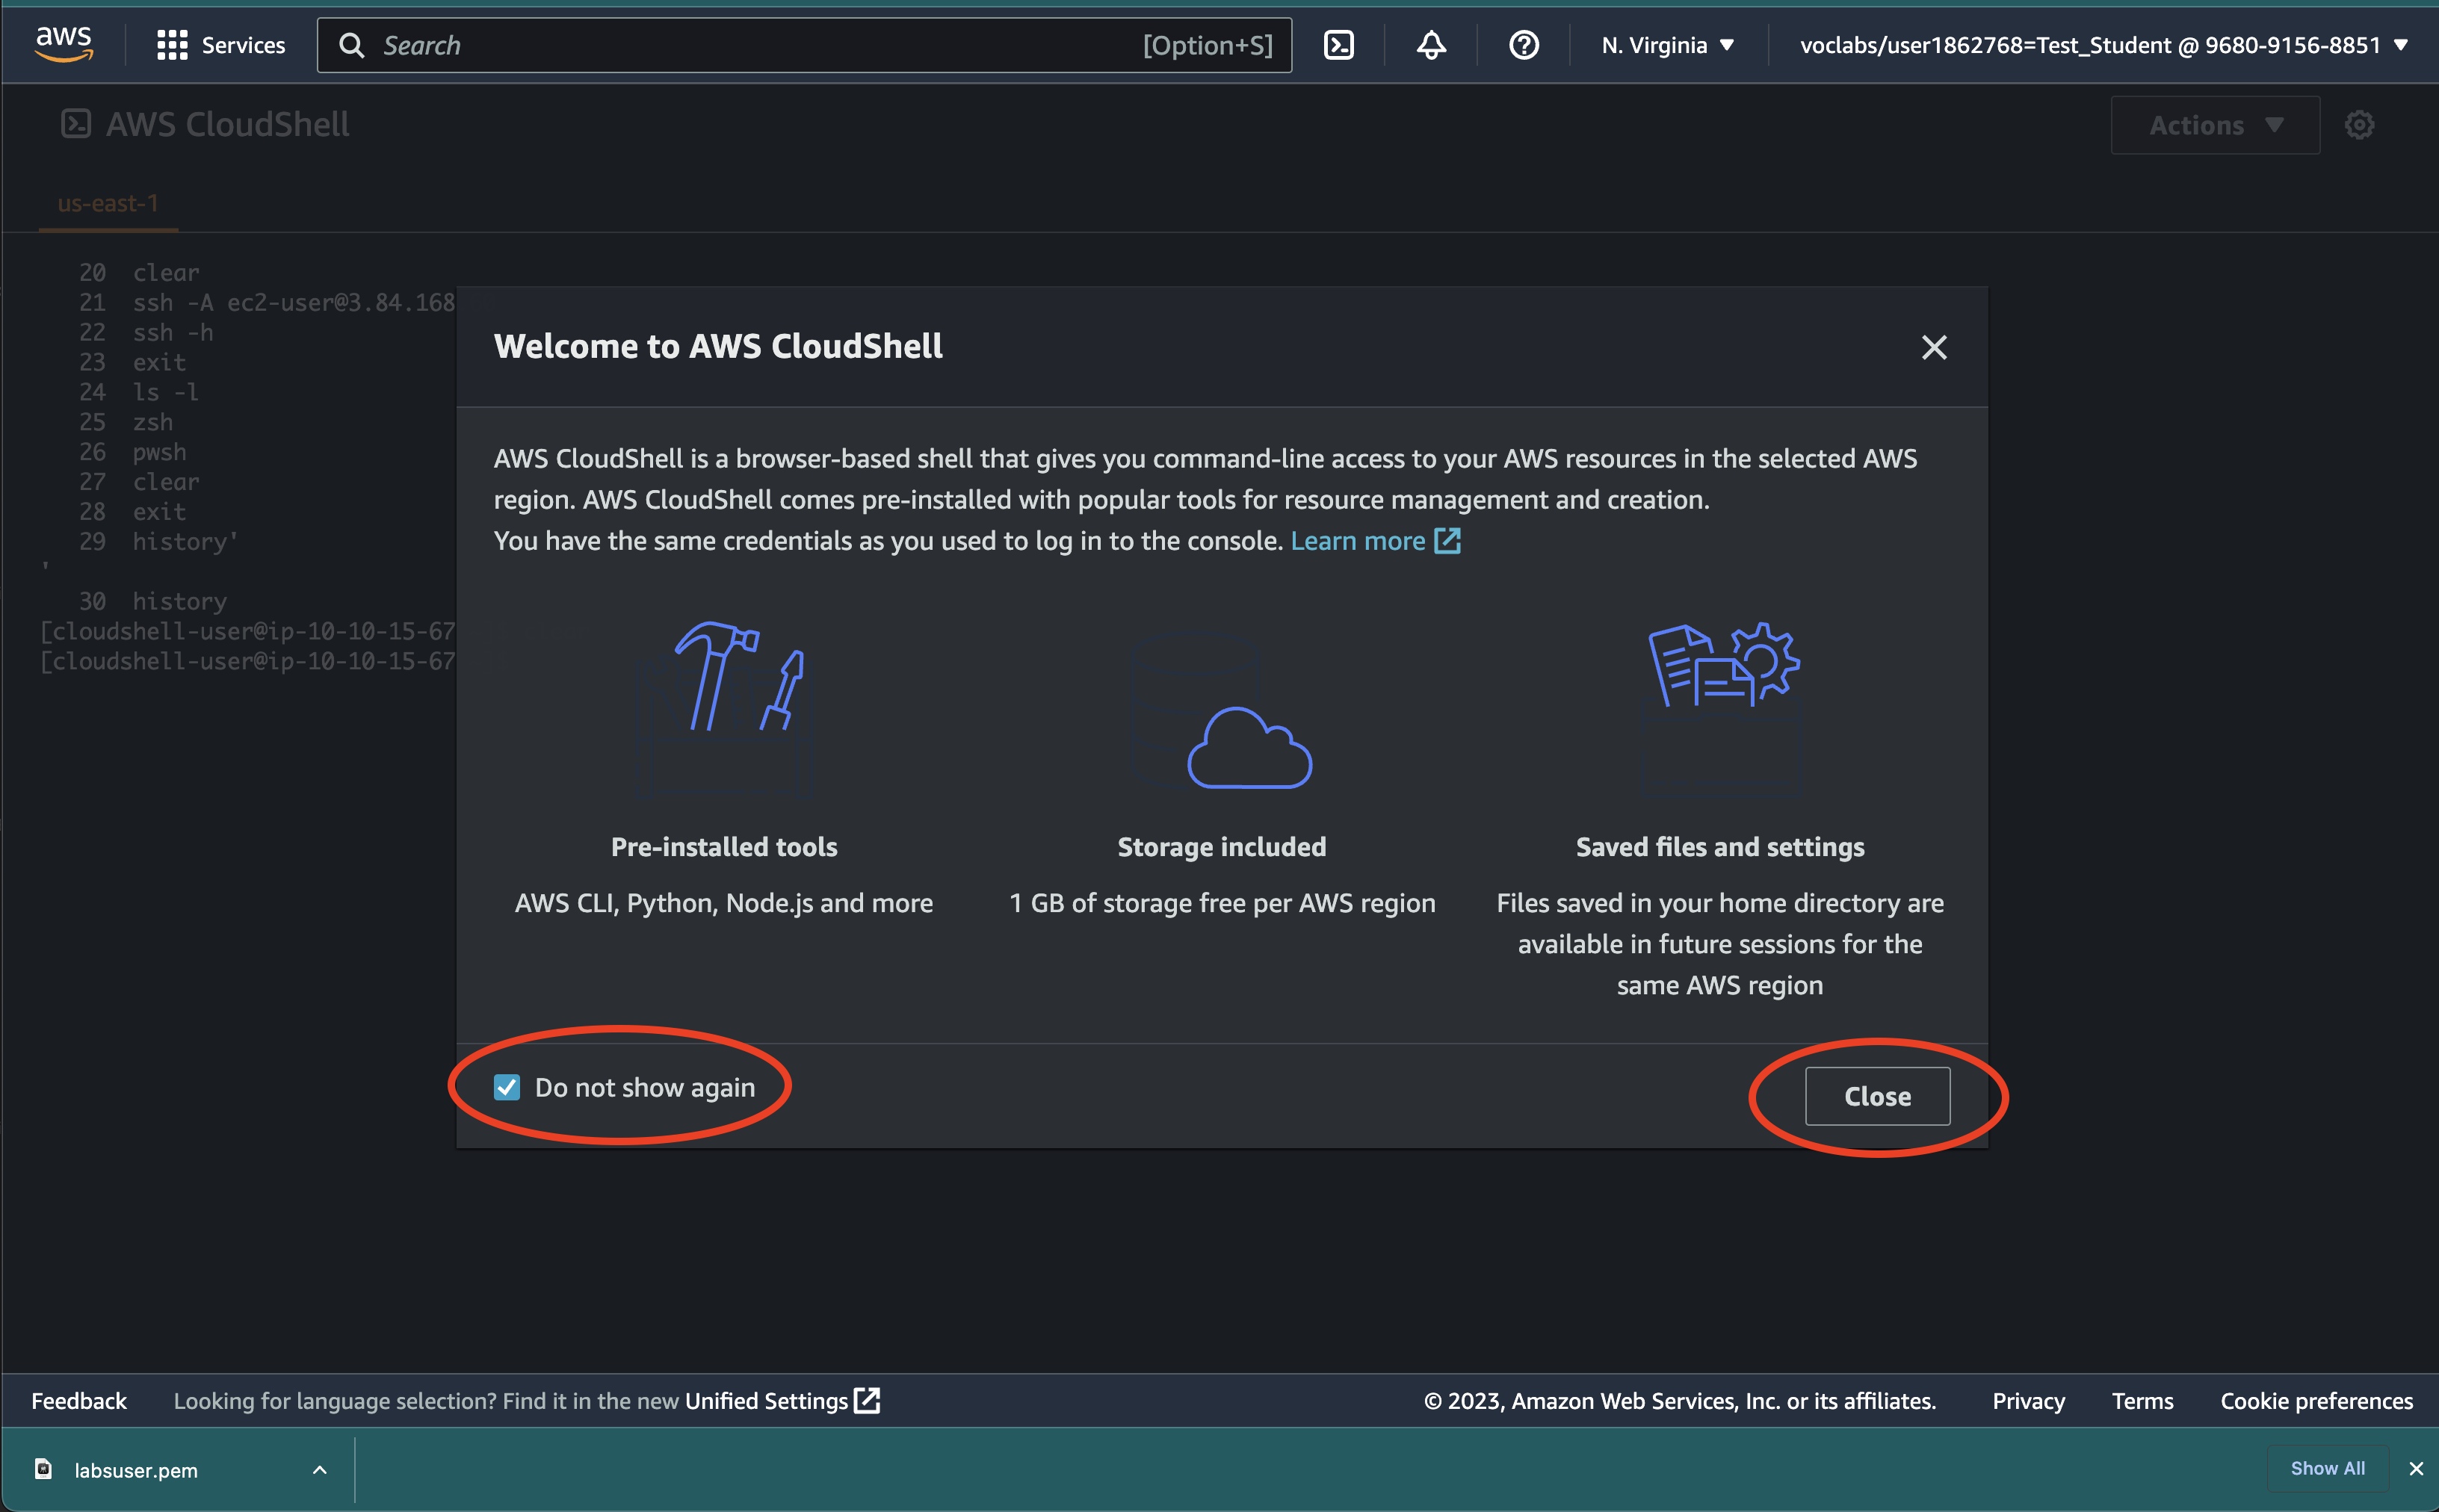 aws
Services
Search
[Option+S]
N. Virginia
voclabs/user1862768=Test_Student @ 9680-9156-8851
AWS CloudShell
Actions
us-east-1
20 clear
21 ssh -A ec2-user@3.84.168
22 ssh -h
23 exit
24 ls -l
25 zsh
26 pwsh
27 clear
28 exit
29 history'
'
30 history
[cloudshell-user@ip-10-10-15-67
[cloudshell-user@ip-10-10-15-67
Welcome to AWS CloudShell
AWS CloudShell is a browser-based shell that gives you command-line access to your AWS resources in the selected AWS
region. AWS CloudShell comes pre-installed with popular tools for resource management and creation.
You have the same credentials as you used to log in to the console. Learn more
Pre-installed tools
AWS CLI, Python, Node.js and more
Storage included
1 GB of storage free per AWS region
Saved files and settings
Files saved in your home directory are
available in future sessions for the
same AWS region
Do not show again
Close
Feedback
Looking for language selection? Find it in the new Unified Settings
© 2023, Amazon Web Services, Inc. or its affiliates.
Privacy
Terms
Cookie preferences
labsuser.pem
Show All